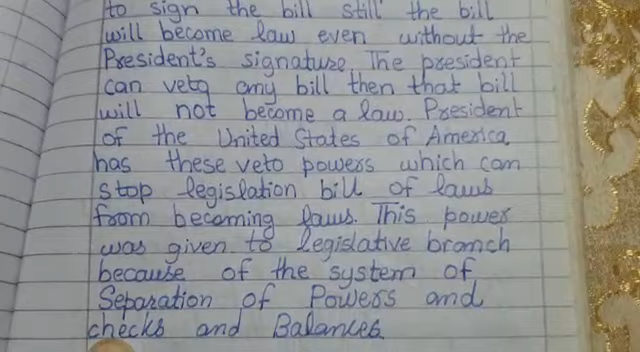 to sign the bill still the bill
will become law even without the
President's signature. The president
can veto any bill then that bill
will not become a law. President
of the United States of America
has these veto powers which can
stop legislation bill of laws
from becoming laws. This power
was given to legislative branch
because of the system of
Separation of Powers and
checks and Balances